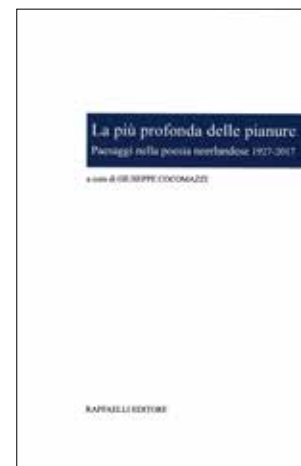 La più profonda delle pianure
Paesaggi nella poesia neerlandese 1927-2017
a cura di GIUSEPPE COCOMAZZI
RAFFAELLI EDITORE